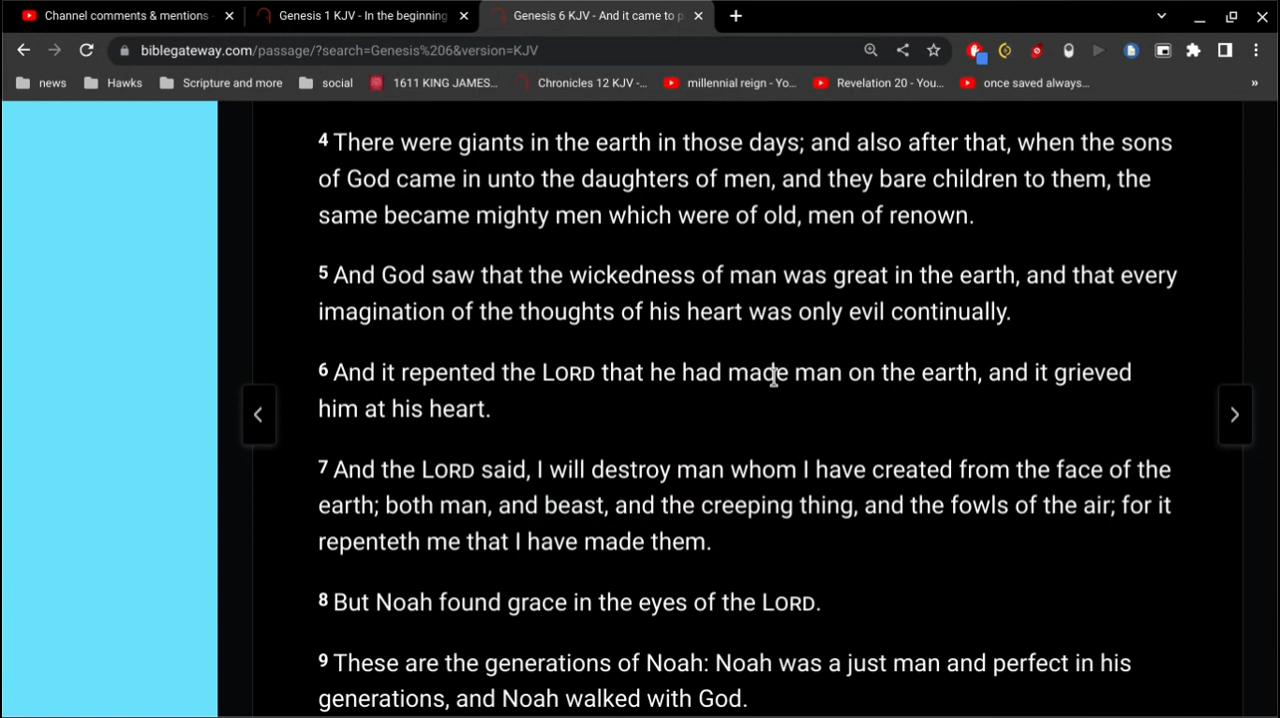 Channel comments & mentions
Genesis 1 KJV - In the beginning
Genesis 6 KJV - And it came to p
biblegateway.com/passage/?search=Genesis%206&version=KJV
news
Hawks
Scripture and more
social
1611 KING JAMES...
Chronicles 12 KJV -...
millennial reign - Yo...
Revelation 20 - You...
once saved always...
»
4 There were giants in the earth in those days; and also after that, when the sons
of God came in unto the daughters of men, and they bare children to them, the
same became mighty men which were of old, men of renown.
5 And God saw that the wickedness of man was great in the earth, and that every
imagination of the thoughts of his heart was only evil continually.
6 And it repented the LORD that he had made man on the earth, and it grieved
him at his heart.
7 And the LORD said, I will destroy man whom I have created from the face of the
earth; both man, and beast, and the creeping thing, and the fowls of the air; for it
repenteth me that I have made them.
8 But Noah found grace in the eyes of the LORD.
9 These are the generations of Noah: Noah was a just man and perfect in his
generations, and Noah walked with God.